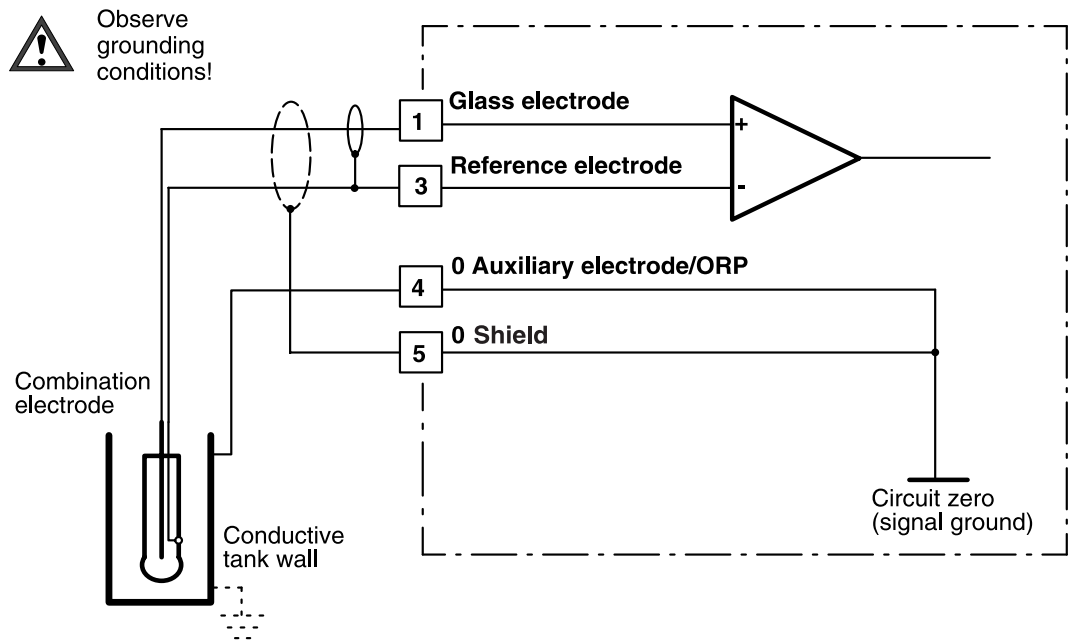 Observe
grounding
conditions!
1
Glass electrode
+
3
Reference electrode
-
4
0 Auxiliary electrode/ORP
5
0 Shield
Combination
electrode
Conductive
tank wall
Circuit zero
(signal ground)